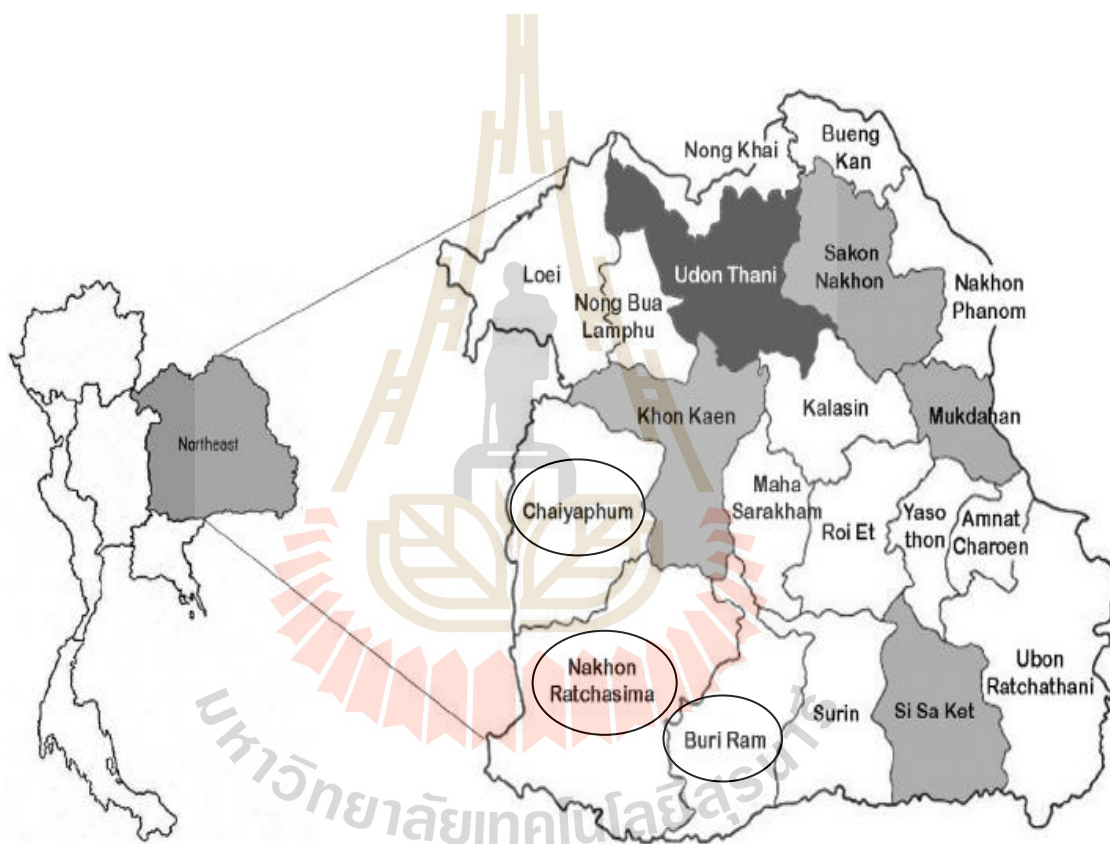 Nong Khai
Bueng
Kan
Loei
Udon Thani
Sakon
Nakhon
Nakhon
Phanom
Nong Bua
Lamphu
Northeast
Khon Kaen
Kalasin
Mukdahan
Chaiyaphum
Maha
Sarakham
Roi Et
Yaso
thon
Amnat
Charoen
Nakhon
Ratchasima
Buri Ram
Surin
Si Sa Ket
Ubon
Ratchathani
มหาวิทยาลัยเทคโนโลยีสุรนารี